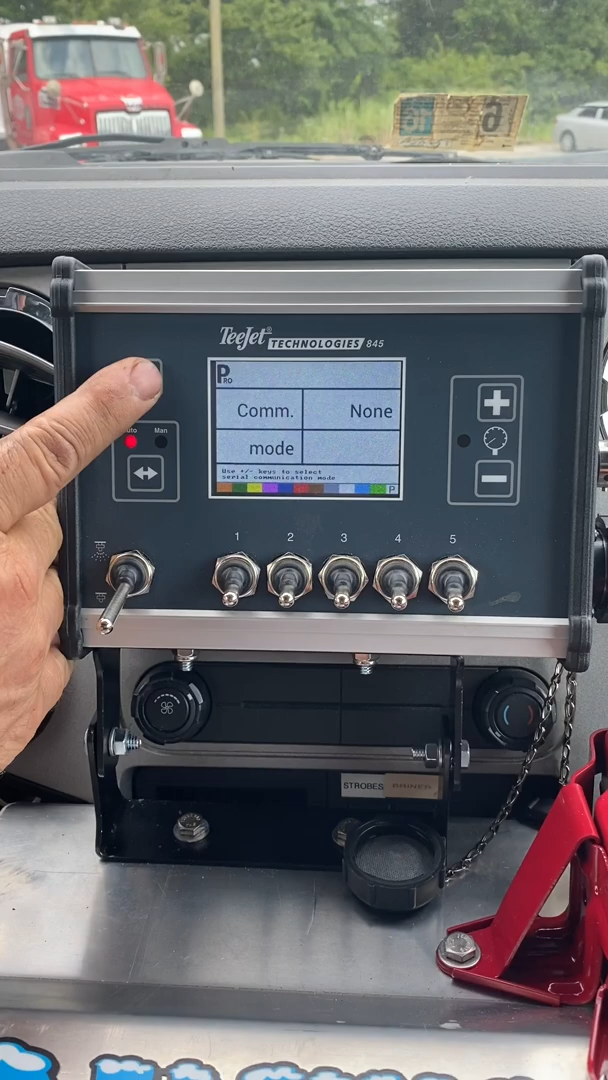 TeeJet® TECHNOLOGIES 845
PRO
Comm. None
mode
Use +/- keys to select
serial communication mode
P
Man
1 2 3 4 5
STROBES